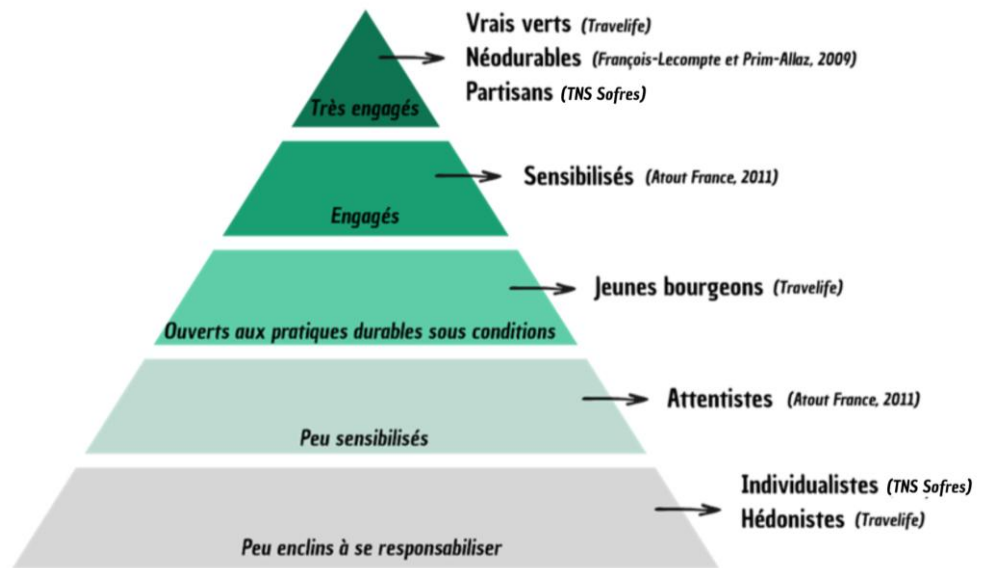 Vrais verts (Travelife)
Néodurables (François-Lecompte et Prim-Allaz, 2009)
Partisans (TNS Sofres)
Très engagés
Sensibilisés (Atout France, 2011)
Engagés
Jeunes bourgeons (Travelife)
Ouverts aux pratiques durables sous conditions
Attentistes (Atout France, 2011)
Peu sensibilisés
Individualistes (TNS Sofres)
Hédonistes (Travelife)
Peu enclins à se responsabiliser